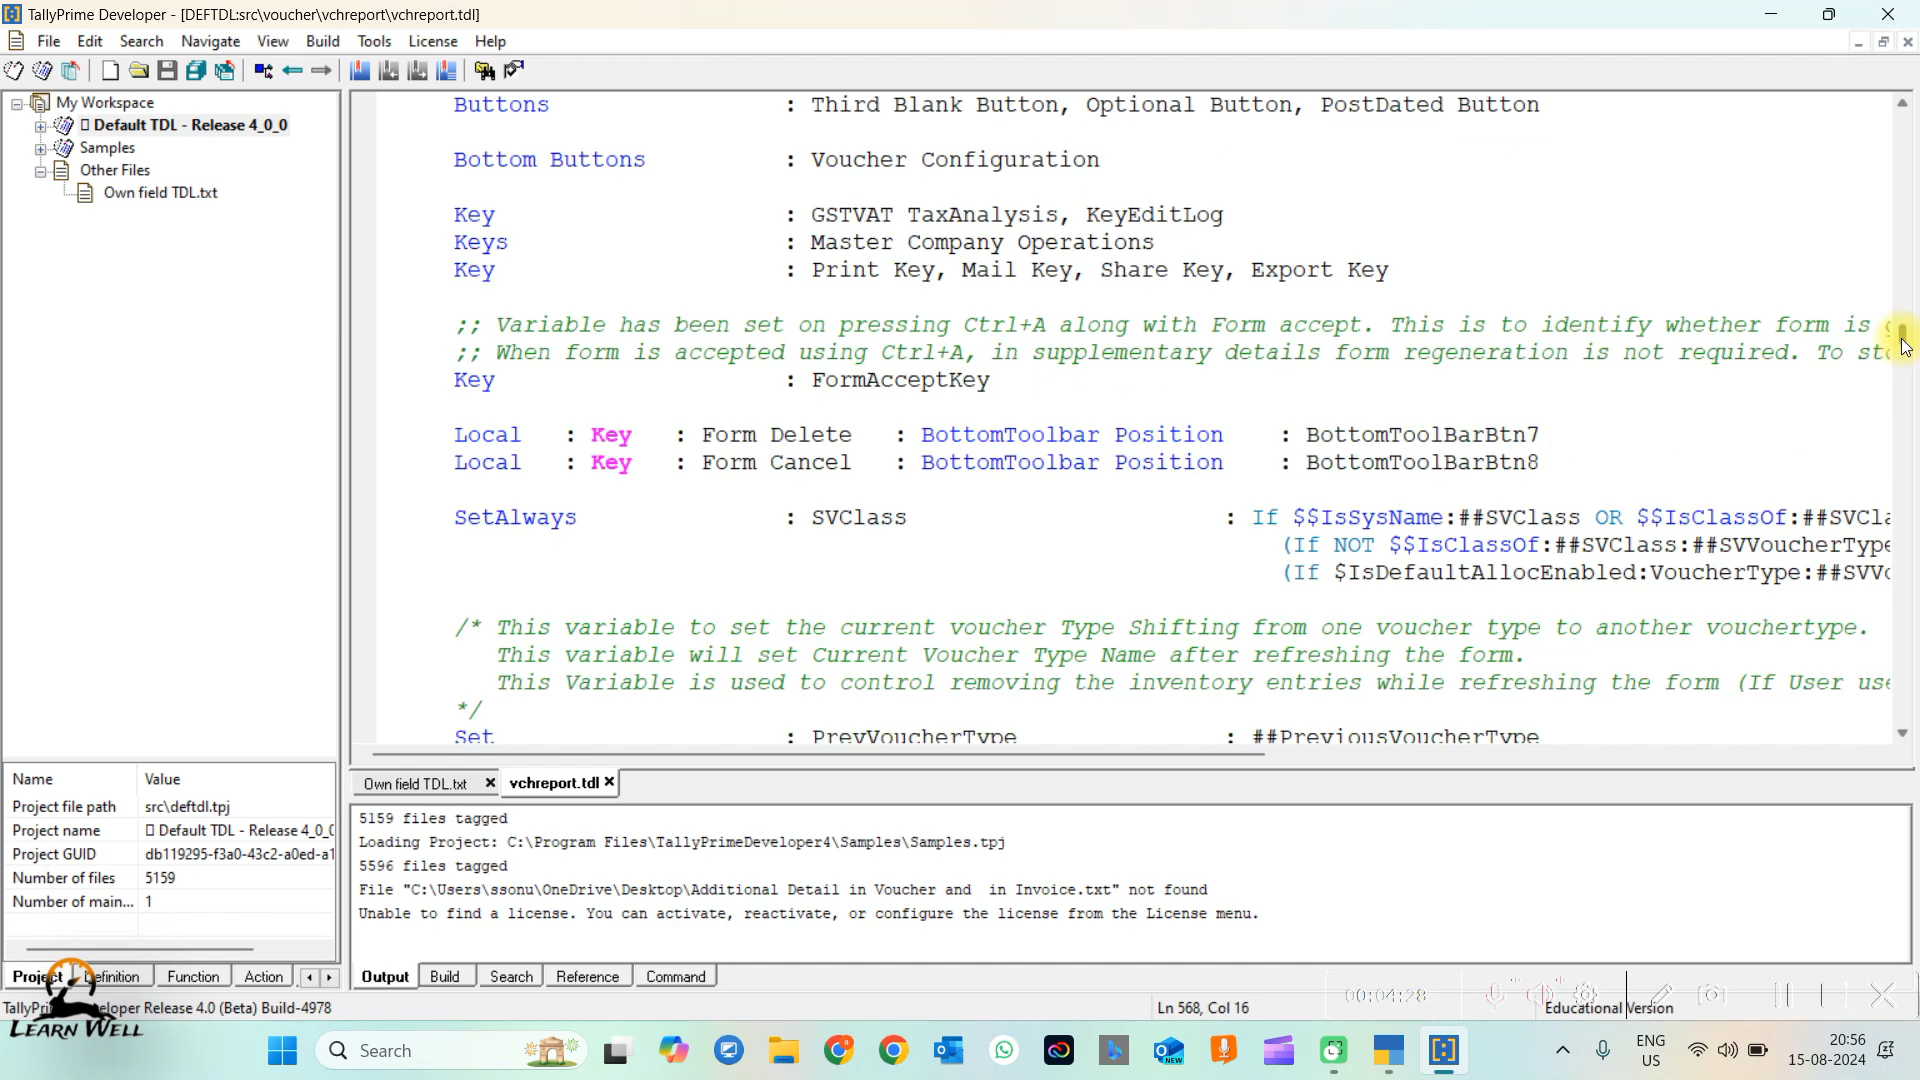 TallyPrime Developer - [DEFTDL:src\voucher\vchreport\vchreport.tdl]
File Edit Search Navigate View Build Tools License Help
My Workspace
Default TDL - Release 4_0_0
Samples
Other Files
Own field TDL.txt
Buttons : Third Blank Button, Optional Button, PostDated Button
Bottom Buttons : Voucher Configuration
Key : GSTVAT TaxAnalysis, KeyEditLog
Keys : Master Company Operations
Key : Print Key, Mail Key, Share Key, Export Key
;; Variable has been set on pressing Ctrl+A along with Form accept. This is to identify whether form is
;; When form is accepted using Ctrl+A, in supplementary details form regeneration is not required. To
Key : FormAcceptKey
Local : Key : Form Delete : BottomToolbar Position : BottomToolBarBtn7
Local : Key : Form Cancel : BottomToolbar Position : BottomToolBarBtn8
SetAlways : SVClass : If $$IsSysName:##SVClass OR $$IsClassOf:##SVCla
(If NOT $$IsClassOf:##SVClass:##SVVoucherType
(If $IsDefaultAllocEnabled:VoucherType:##SVVo
/* This variable to set the current voucher Type Shifting from one voucher type to another vouchertype.
This variable will set Current Voucher Type Name after refreshing the form.
This Variable is used to control removing the inventory entries while refreshing the form (If User use
*/
Set : PrevVoucherType : ##PreviousVoucherType
Own field TDL.txt vchreport.tdl
Name Value
Project file path src\deftdl.tpj
Project name Default TDL - Release 4_0_0
Project GUID db119295-f3a0-43c2-a0ed-a1
Number of files 5159
Number of main... 1
Project Definition Function Action
5159 files tagged
Loading Project: C:\Program Files\TallyPrimeDeveloper4\Samples\Samples.tpj
5596 files tagged
File "C:\Users\ssonu\OneDrive\Desktop\Additional Detail in Voucher and  in Invoice.txt" not found
Unable to find a license. You can activate, reactivate, or configure the license from the License menu.
Output Build Search Reference Command
00:04:28
TallyPrime Developer Release 4.0 (Beta) Build-4978
Ln 568, Col 16
Educational Version
LEARN WELL
Search
ENG
US
20:56
15-08-2024